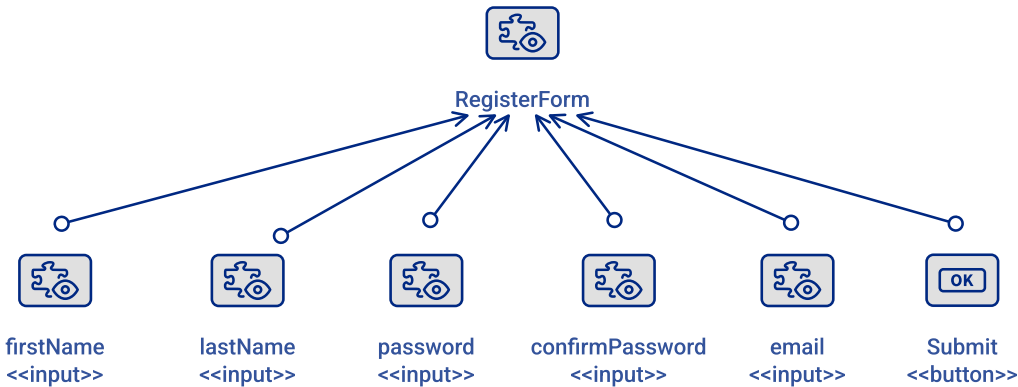 RegisterForm
firstName
<<input>>
lastName
<<input>>
password
<<input>>
confirmPassword
<<input>>
email
<<input>>
OK
Submit
<<button>>